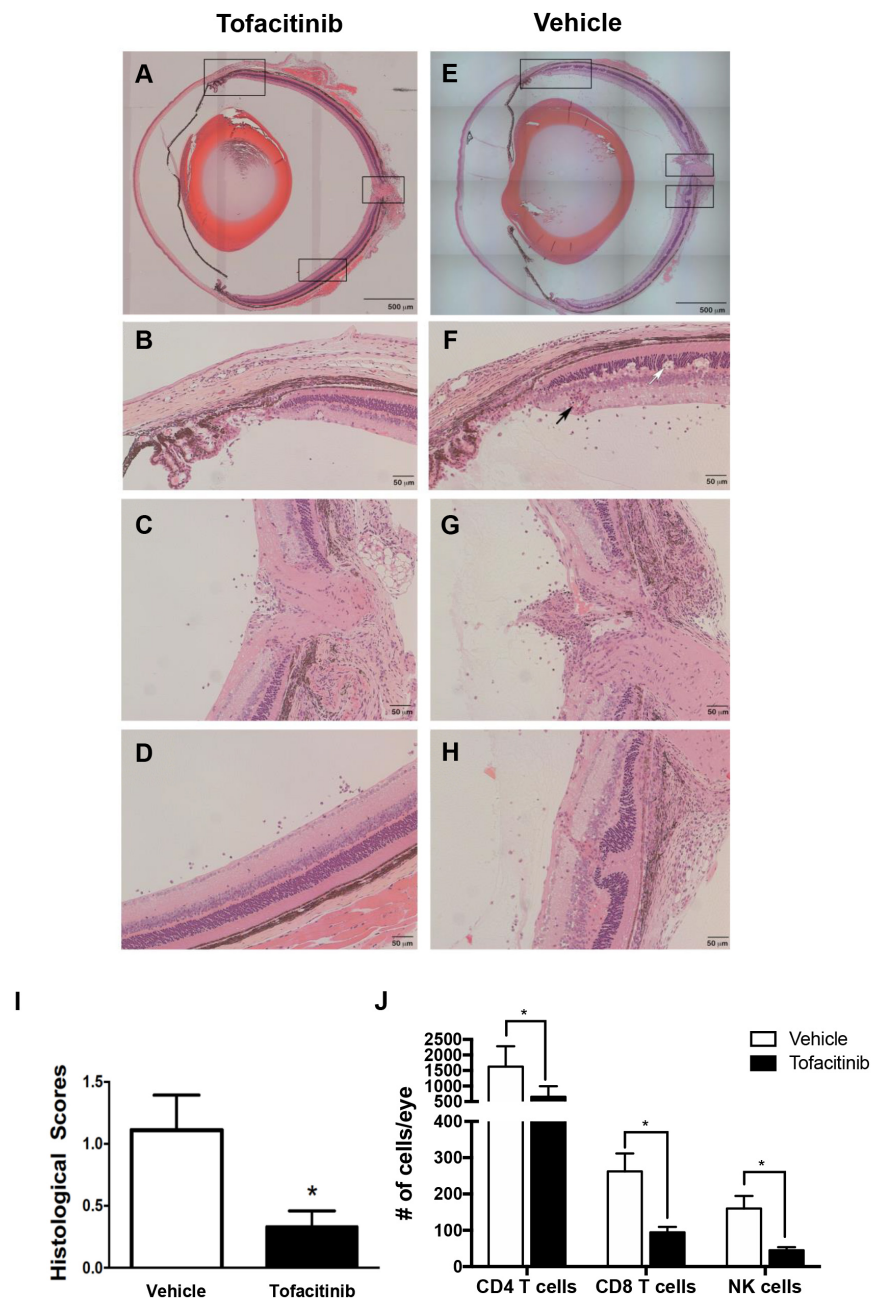 Tofacitinib Vehicle
A E
500 μm 500 μm
B F
50 μm 50 μm
C G
50 μm 50 μm
D H
50 μm 50 μm
I J
Histological Scores
1.5
1.0
0.5
0.0
Vehicle Tofacitinib
*
# of cells/eye
2500
2000
1500
1000
500
400
300
200
100
0
* * *
CD4 T cells CD8 T cells NK cells
Vehicle
Tofacitinib